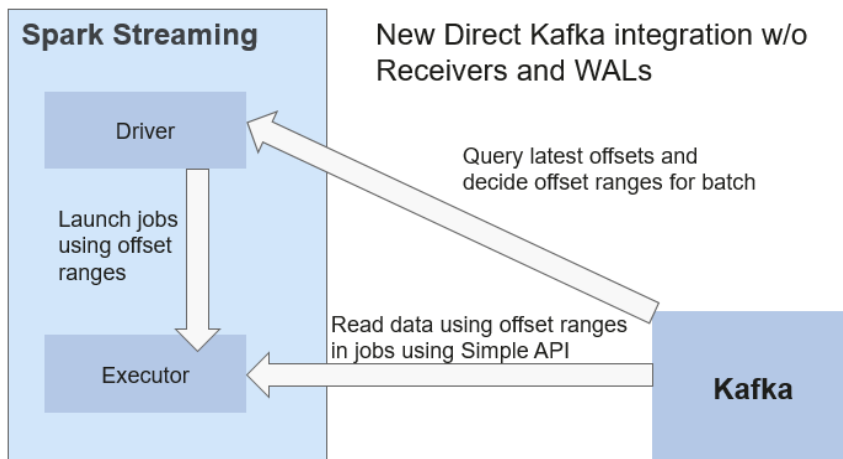 Spark Streaming
New Direct Kafka integration w/o
Receivers and WALs
Driver
Query latest offsets and
decide offset ranges for batch
Launch jobs
using offset
ranges
Read data using offset ranges
in jobs using Simple API
Executor
Kafka